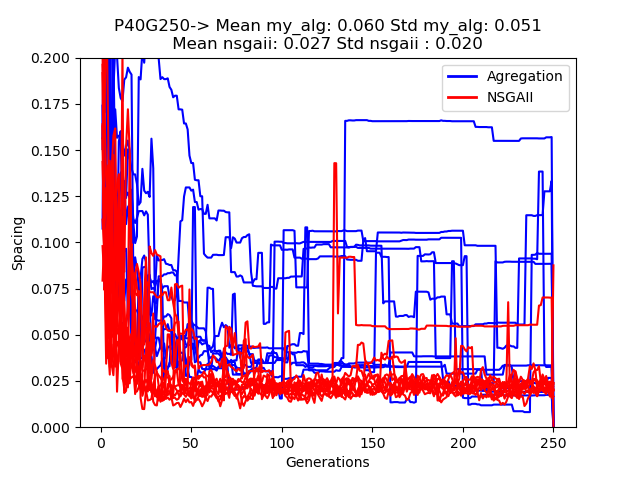 P40G250-> Mean my_alg: 0.060 Std my_alg: 0.051
Mean nsgaii: 0.027 Std nsgaii : 0.020
Agregation
NSGAII
0.200
0.175
0.150
0.125
0.100
0.075
0.050
0.025
0.000
Spacing
0
50
100
150
200
250
Generations